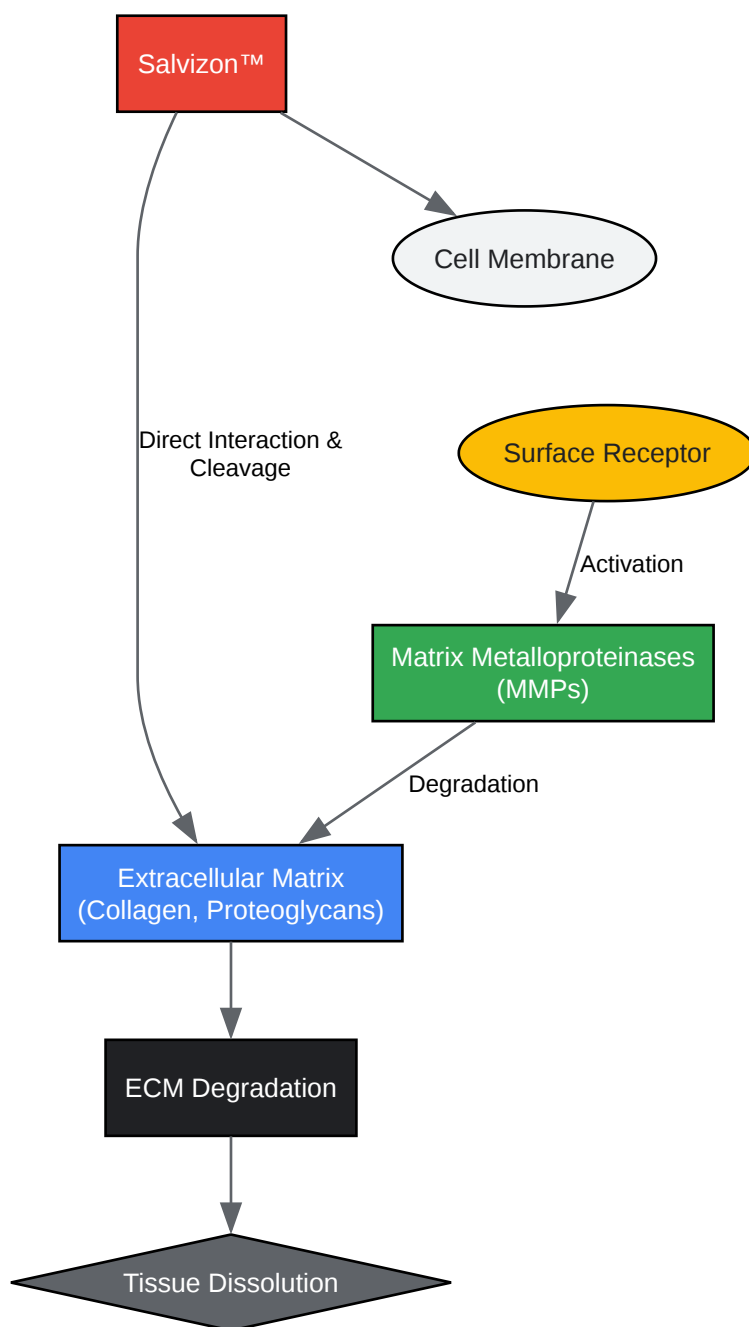 Salvizon™
Cell Membrane
Direct Interaction &
Cleavage
Surface Receptor
Activation
Matrix Metalloproteinases
(MMPs)
Degradation
Extracellular Matrix
(Collagen, Proteoglycans)
ECM Degradation
Tissue Dissolution